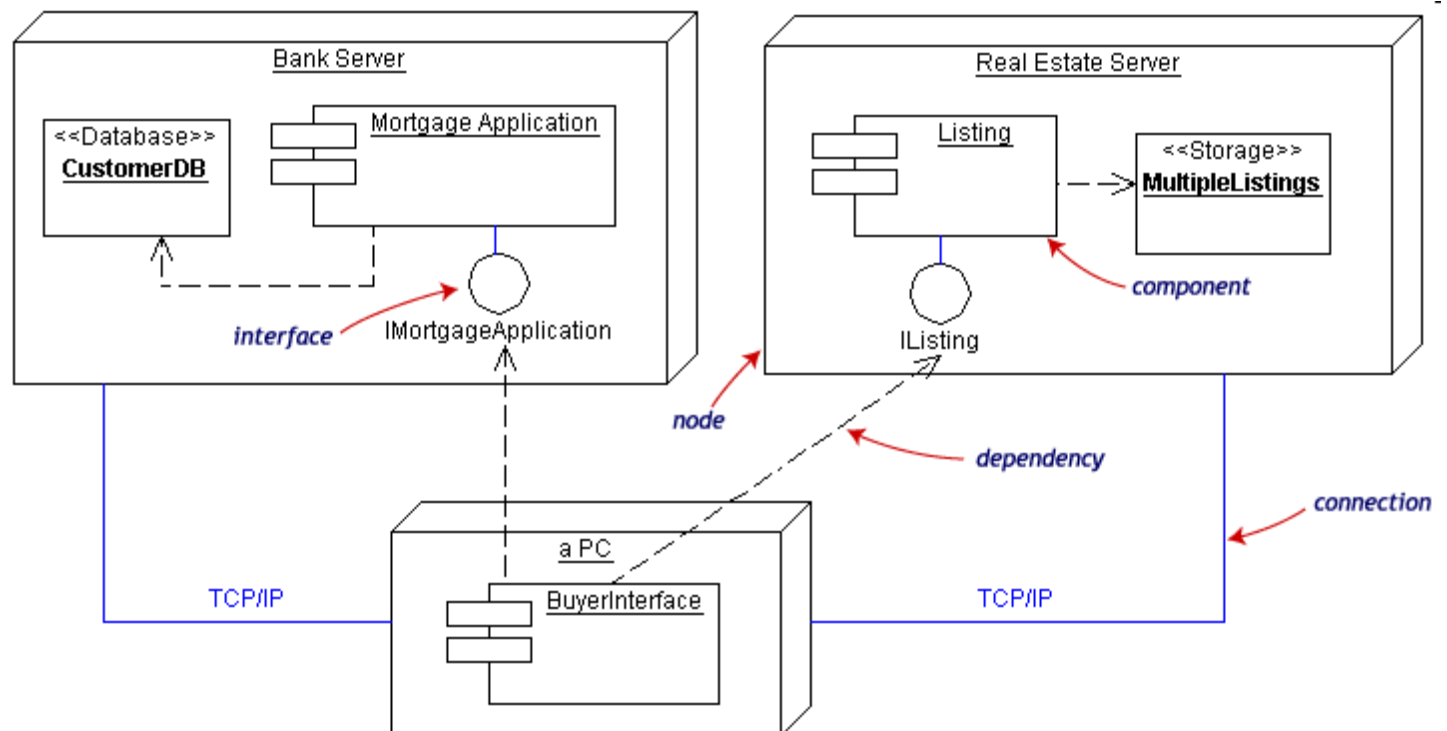 Bank Server
<<Database>>
CustomerDB
Mortgage Application
interface
IMortgageApplication
Real Estate Server
Listing
<<Storage>>
MultipleListings
component
IListing
node
dependency
connection
a PC
BuyerInterface
TCP/IP
TCP/IP